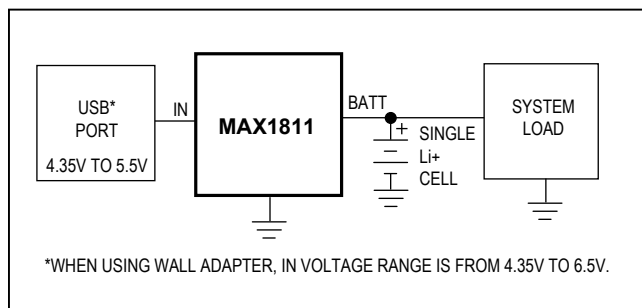 USB*
PORT
4.35V TO 5.5V
IN
MAX1811
BATT
+
SINGLE
Li+
CELL
SYSTEM
LOAD
*WHEN USING WALL ADAPTER, IN VOLTAGE RANGE IS FROM 4.35V TO 6.5V.